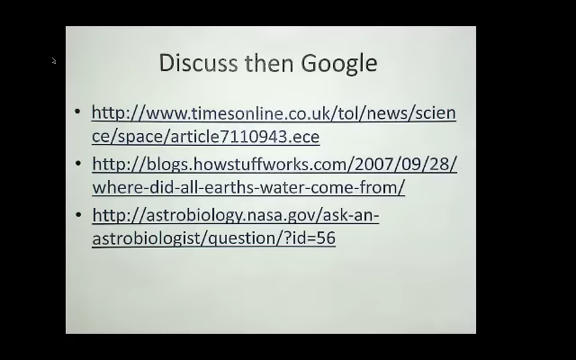 Discuss then Google
• http://www.timesonline.co.uk/tol/news/scien
ce/space/article7110943.ece
• http://blogs.howstuffworks.com/2007/09/28/
where-did-all-earths-water-come-from/
• http://astrobiology.nasa.gov/ask-an-
astrobiologist/question/?id=56